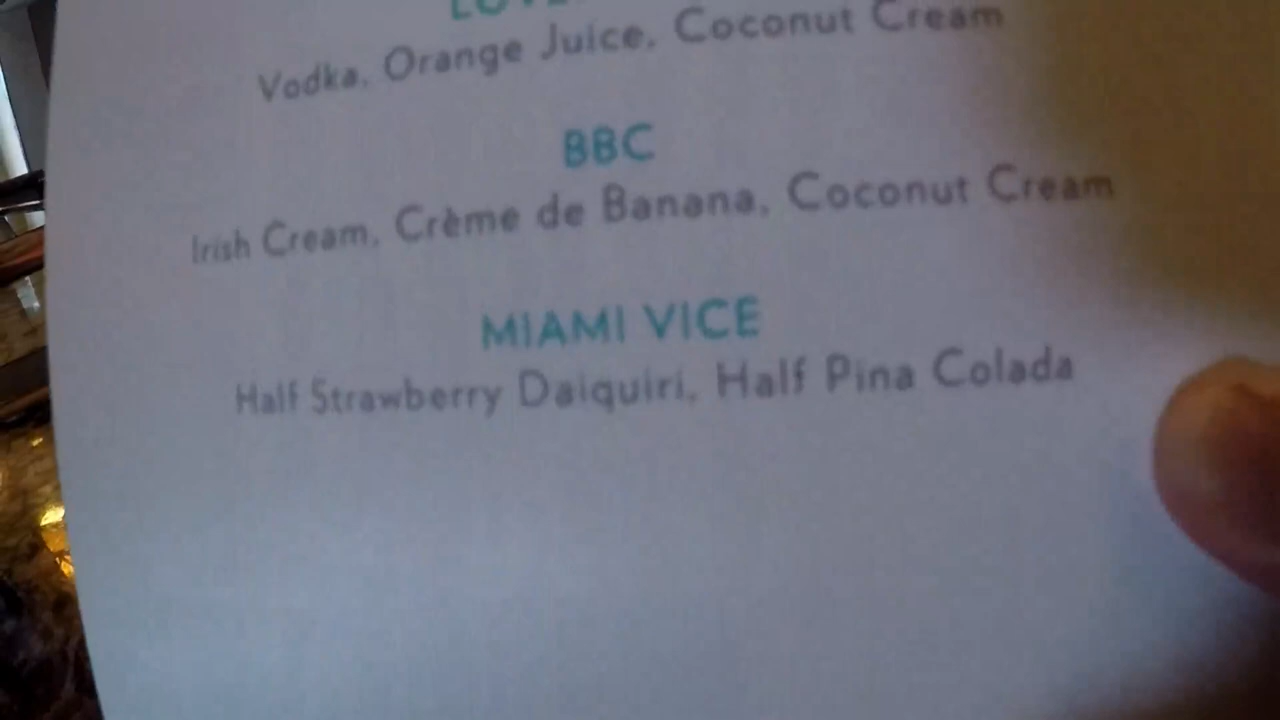 Vodka, Orange Juice, Coconut Cream
BBC
Irish Cream, Crème de Banana, Coconut Cream
MIAMI VICE
Half Strawberry Daiquiri, Half Pina Colada